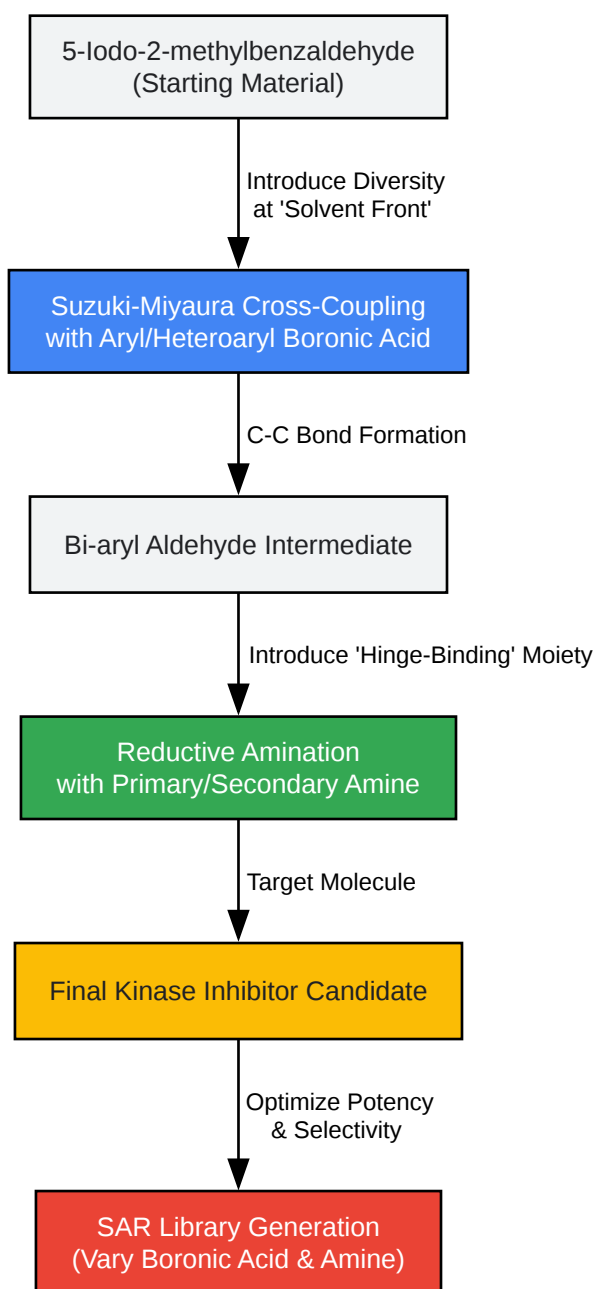 5-Iodo-2-methylbenzaldehyde
(Starting Material)
Introduce Diversity
at 'Solvent Front'
Suzuki-Miyaura Cross-Coupling
with Aryl/Heteroaryl Boronic Acid
C-C Bond Formation
Bi-aryl Aldehyde Intermediate
Introduce 'Hinge-Binding' Moiety
Reductive Amination
with Primary/Secondary Amine
Target Molecule
Final Kinase Inhibitor Candidate
Optimize Potency
& Selectivity
SAR Library Generation
(Vary Boronic Acid & Amine)